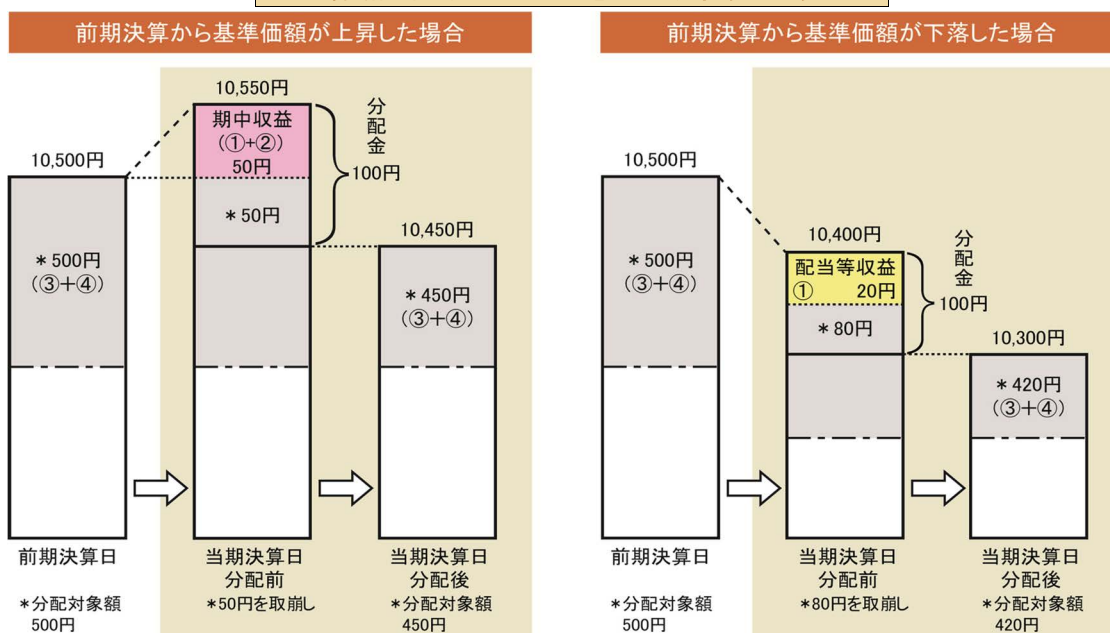 前期決算から基準価額が上昇した場合
10,550円
10,500円
期中収益
(①+②)
50円
分配金
100円
*50円
10,450円
*500円
(③+④)
*450円
(③+④)
前期決算日
当期決算日
分配前
当期決算日
分配後
*分配対象額
500円
*50円を取崩し
*分配対象額
450円
前期決算から基準価額が下落した場合
10,500円
10,400円
*500円
(③+④)
配当等収益
① 20円
分配金
100円
*80円
10,300円
*420円
(③+④)
前期決算日
当期決算日
分配前
当期決算日
分配後
*分配対象額
500円
*80円を取崩し
*分配対象額
420円